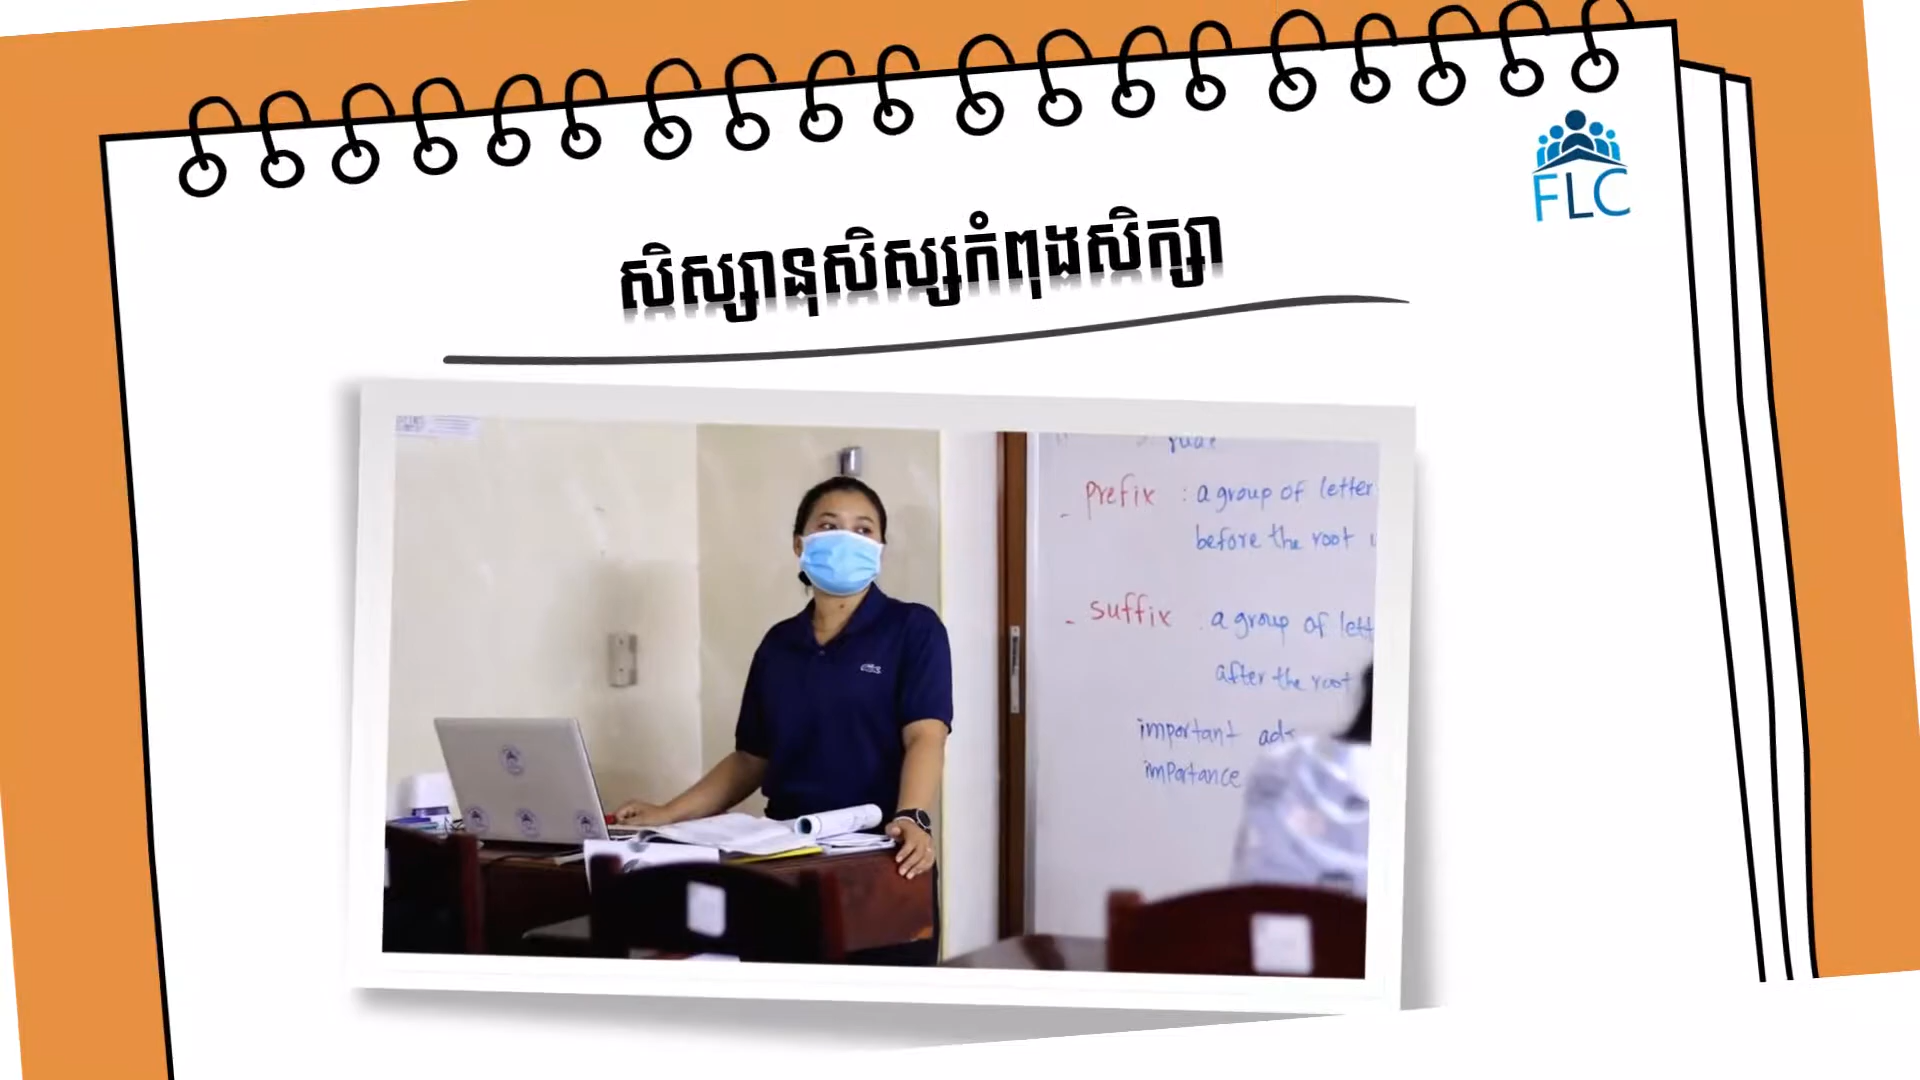 FLC
សិស្សានុសិស្សកំពុងសិក្សា
prefix : a group of letter
before the root
- suffix : a group of lett
after the root
important adj
importance